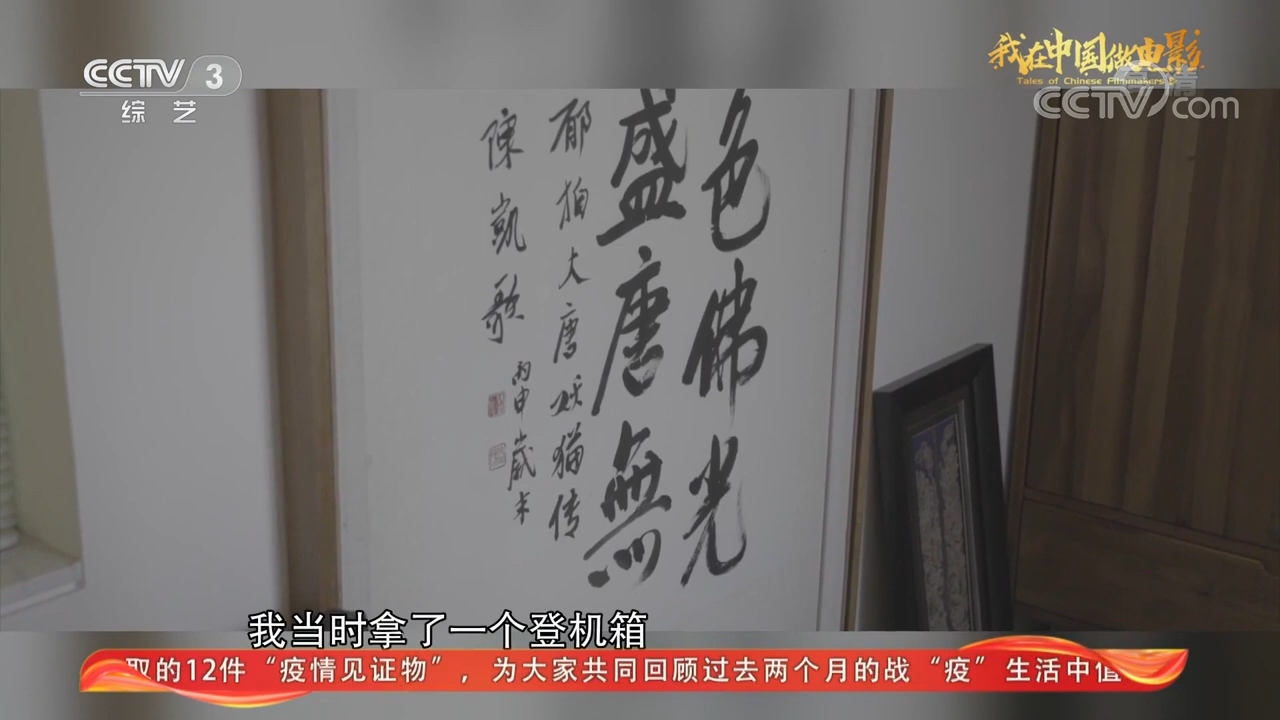 CCTV 3
综艺
我在中国做电影
Tales of Chinese Filmmakers
CCTV.com
色佛光
盛唐無
郁拍大唐妖猫传
陳凱歌
丙申歲末
我当时拿了一个登机箱
取的12件“疫情见证物”，为大家共同回顾过去两个月的战“疫”生活中值